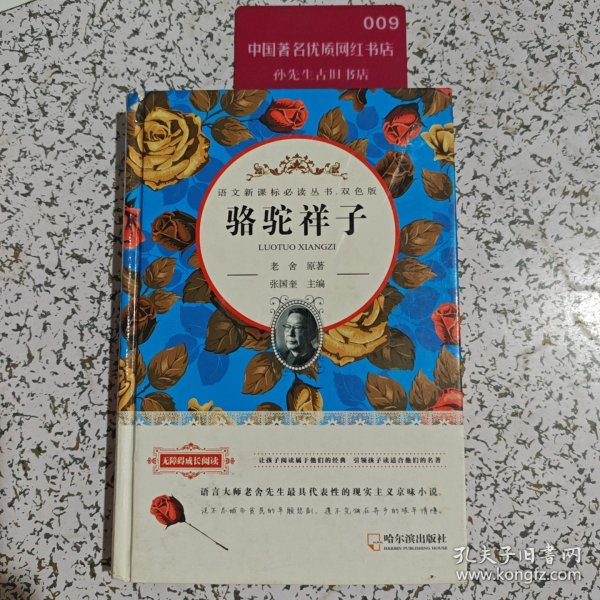 009
中国著名优质网红书店
孙先生古旧书店
语文新课标必读丛书.双色版
骆驼祥子
LUOTUO XIANGZI
老舍 原著
张国奎 主编
无障碍成长阅读
让孩子阅读属于他们的经典 引领孩子读适合他们的名著
语言大师老舍先生最具代表性的现实主义京味小说。
哈尔滨出版社
HARBIN PUBLISHING HOUSE
孔夫子旧书网
www.kongfz.com